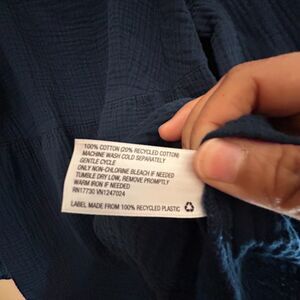 100% COTTON (20% RECYCLED COTTON)
MACHINE WASH COLD SEPARATELY
GENTLE CYCLE
ONLY NON-CHLORINE BLEACH IF NEEDED
TUMBLE DRY LOW, REMOVE PROMPTLY
WARM IRON IF NEEDED
RN17730 VN1247024
LABEL MADE FROM 100% RECYCLED PLASTIC